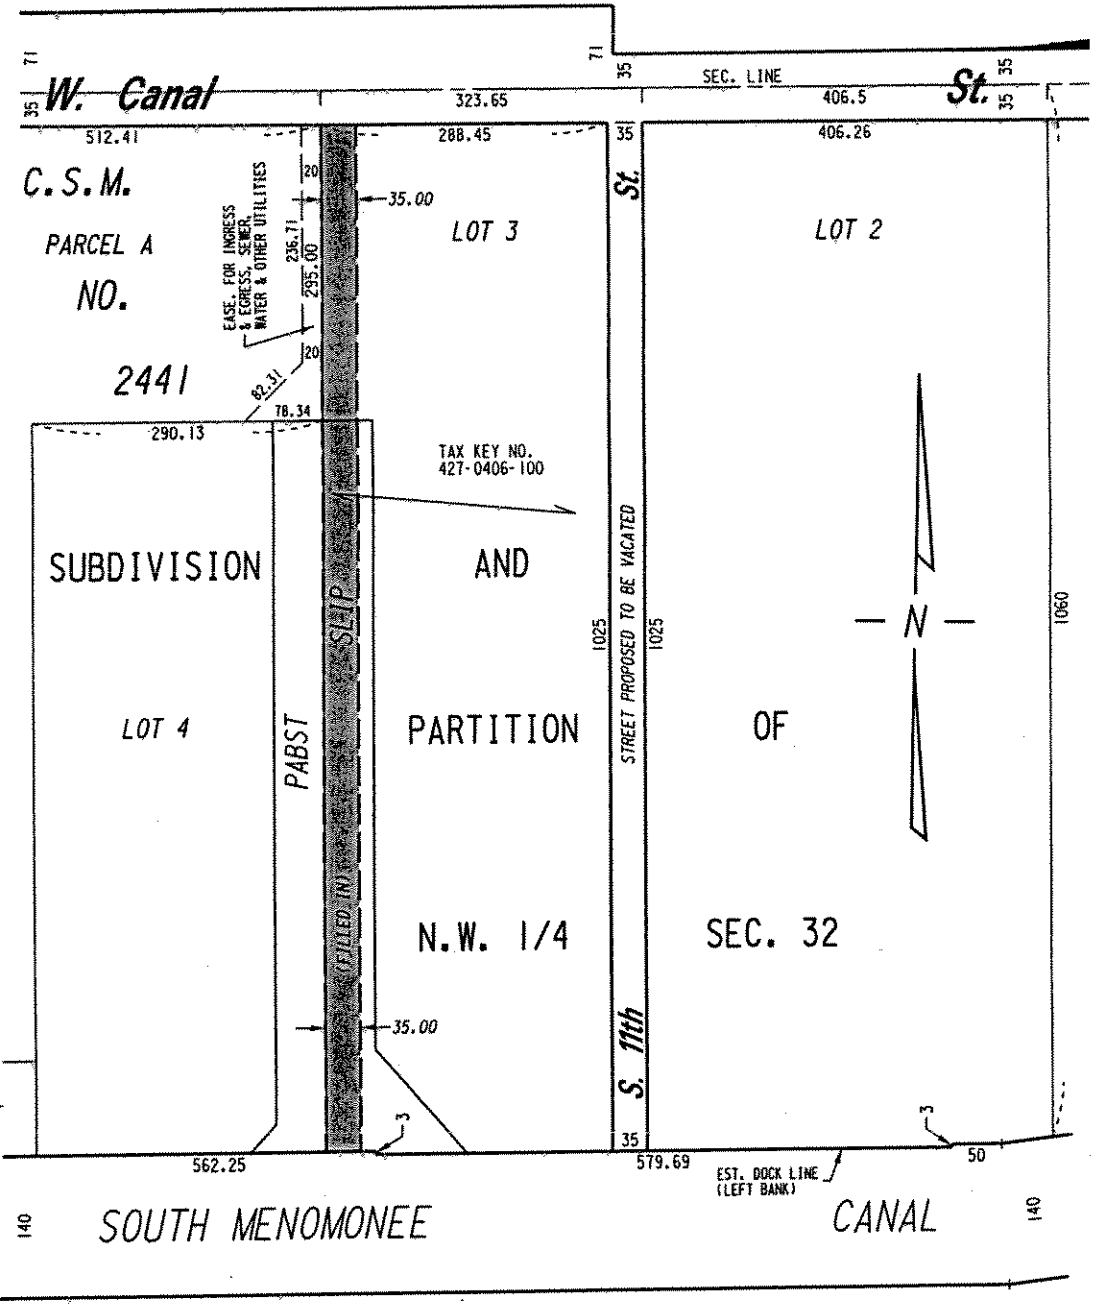 71
71
35
SEC. LINE
35
35
W. Canal
St.
35
323.65
406.5
35
512.41
288.45
35
406.26
C.S.M.
20
35.00
St.
PARCEL A
LOT 3
LOT 2
EASE. FOR INGRESS
& EGRESS, SEWER,
WATER & OTHER UTILITIES
236.71
295.00
NO.
20
2441
82.31
78.34
290.13
TAX KEY NO.
427-0406-100
SUBDIVISION
AND
STREET PROPOSED TO BE VACATED
SLIP
N
1025
1025
1060
LOT 4
PABST
PARTITION
OF
(FILLED IN)
N.W. 1/4
SEC. 32
35.00
S. 11th
3
3
35
562.25
579.69
EST. DOCK LINE
(LEFT BANK)
50
140
SOUTH MENOMONEE
CANAL
140